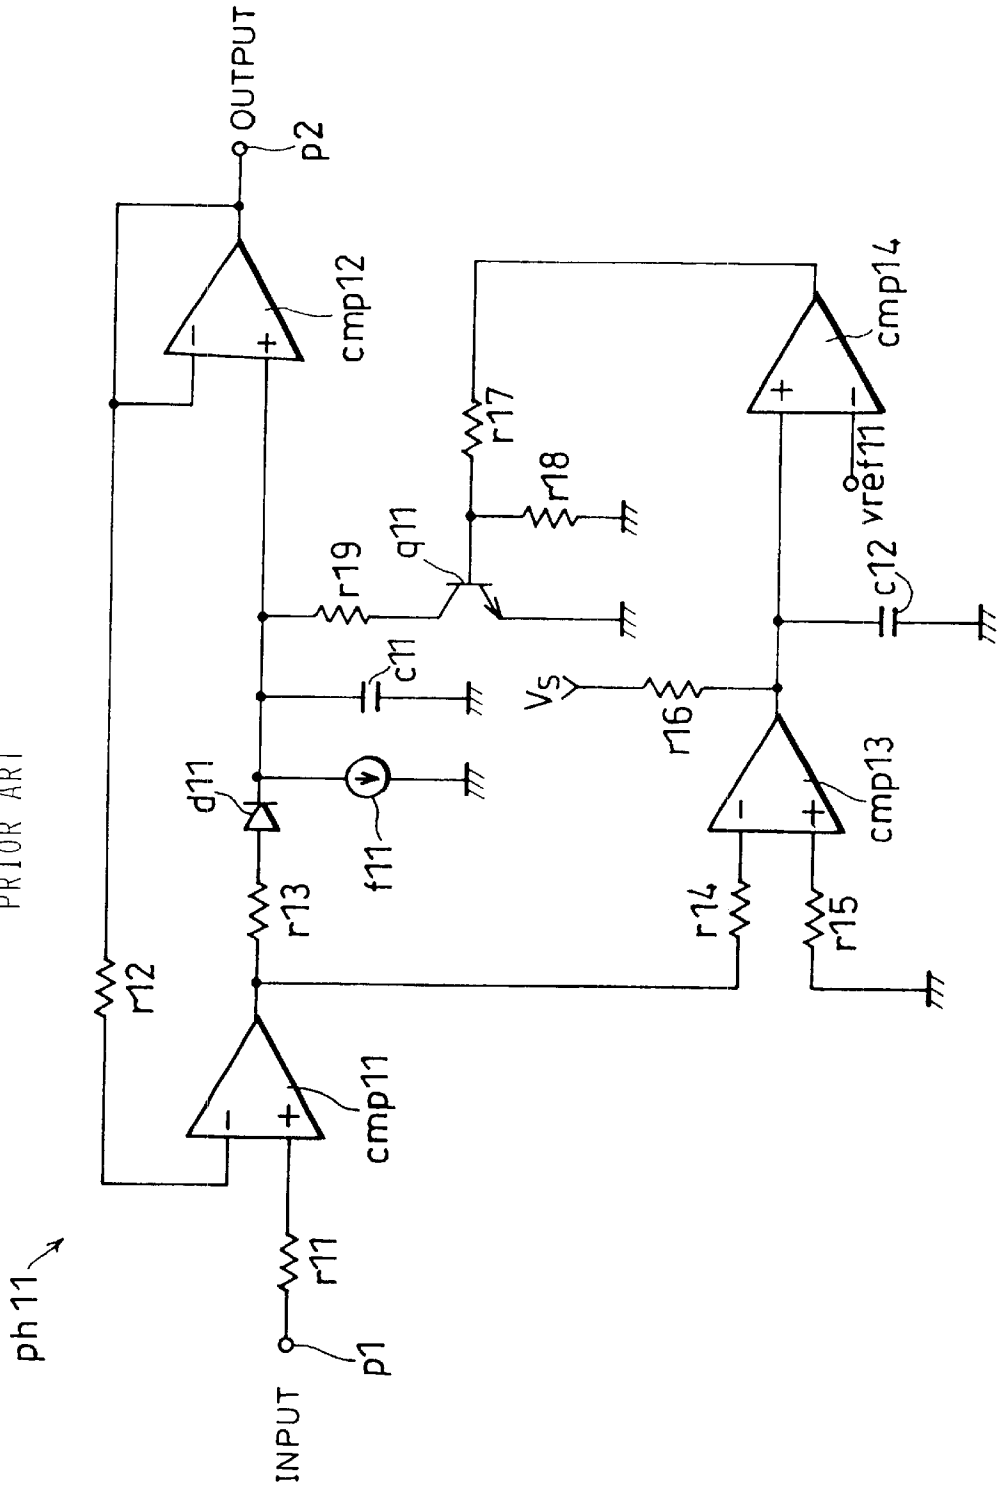 PRIOR ART
ph11
r12
cmp12
OUTPUT
p2
INPUT
p1
r11
cmp11
r13
d11
f11
c11
r19
q11
r17
r18
Vs
r16
r14
r15
cmp13
c12
vref11
cmp14
-
+
-
+
-
+
+
-